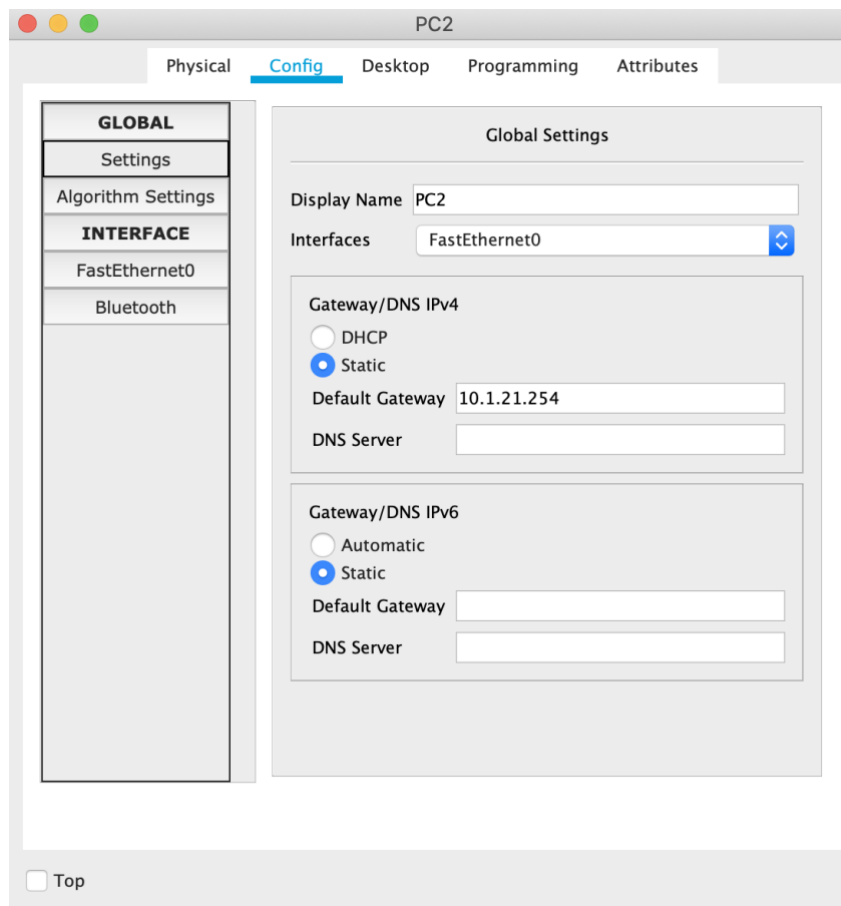 PC2
Physical Config Desktop Programming Attributes
GLOBAL
Settings
Algorithm Settings
INTERFACE
FastEthernet0
Bluetooth
Global Settings
Display Name PC2
Interfaces FastEthernet0
Gateway/DNS IPv4
DHCP
Static
Default Gateway 10.1.21.254
DNS Server
Gateway/DNS IPv6
Automatic
Static
Default Gateway
DNS Server
Top